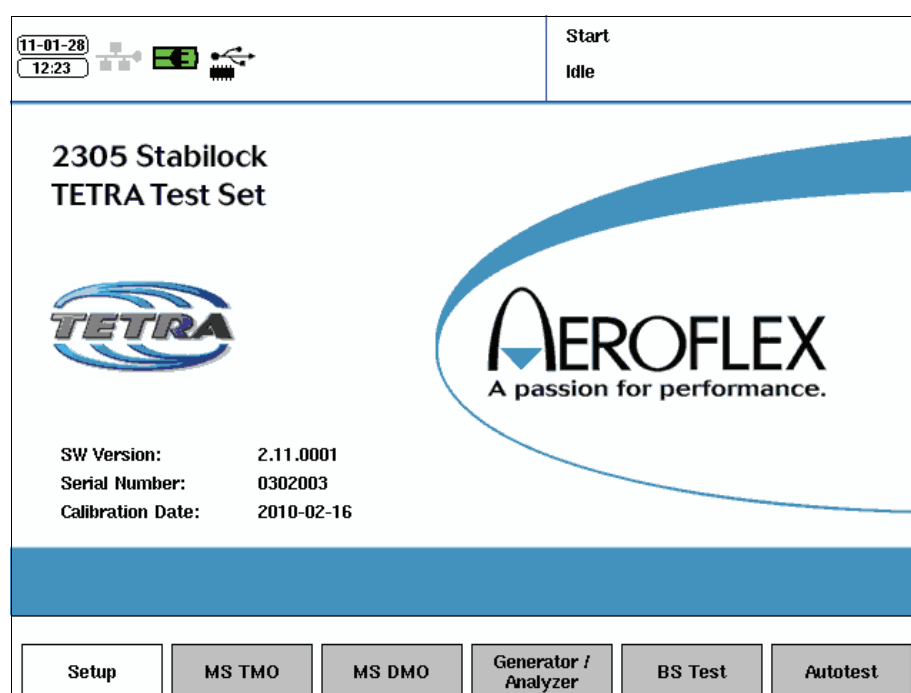 11-01-28
12:23
Start
Idle
2305 Stabilock
TETRA Test Set
TETRA
AEROFLEX
A passion for performance.
SW Version: 2.11.0001
Serial Number: 0302003
Calibration Date: 2010-02-16
Setup
MS TMO
MS DMO
Generator /
Analyzer
BS Test
Autotest